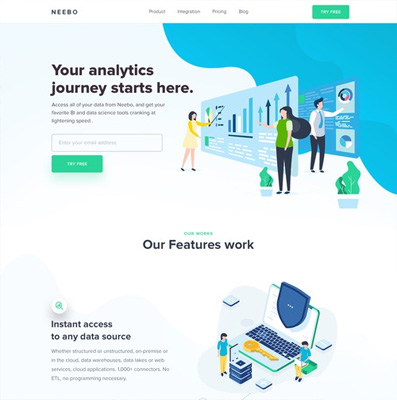 NEEBO
Product Integration Pricing Blog
TRY FREE
Your analytics
journey starts here.
Access all of your data from Neebo, and get your
favorite BI and data science tools cranking at
lightening speed .
Enter your email address
TRY FREE
OUR WORKS
Our Features work
Instant access
to any data source
Whether structured or unstructured, on-premise or
in the cloud, data warehouses, data lakes or web
services, cloud applications. 1,000+ connectors. No
ETL, no programming necessary.